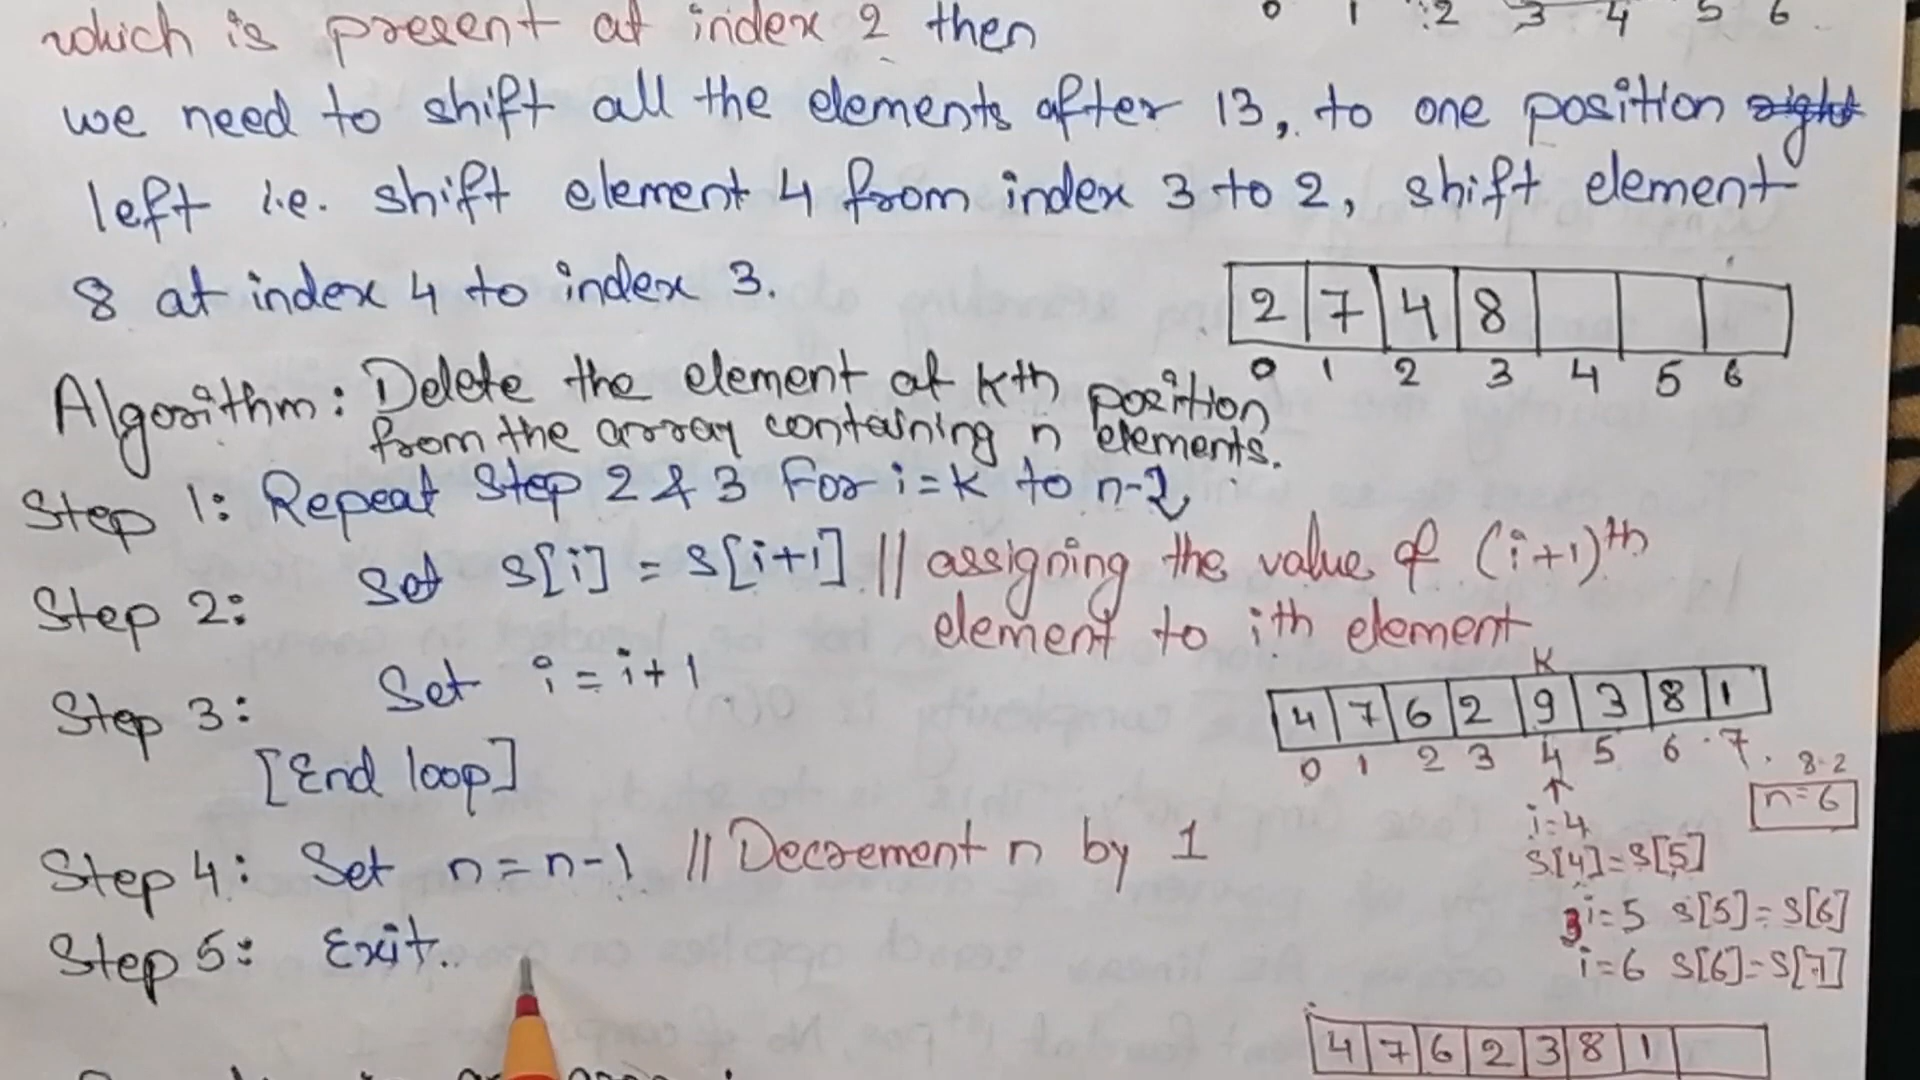 which is present at index 2 then
0 1 2 3 4 5 6
we need to shift all the elements after 13, to one position right
left i.e. shift element 4 from index 3 to 2, shift element
8 at index 4 to index 3.
2 7 4 8
0 1 2 3 4 5 6
Algorithm: Delete the element at kth position
from the array containing n elements.
Step 1: Repeat Step 2 & 3 For i=k to n-2,
Step 2: Set s[i] = s[i+1] // assigning the value of (i+1)th
element to ith element
Step 3: Set i = i+1
K
4 7 6 2 9 3 8 1
0 1 2 3 4 5 6 7
[End loop]
8-2
n=6
i=4
S[4]=S[5]
Step 4: Set n=n-1 // Decrement n by 1
3 i=5 s[5]=S[6]
Step 5: Exit.
i=6 S[6]=S[7]
4 7 6 2 3 8 1